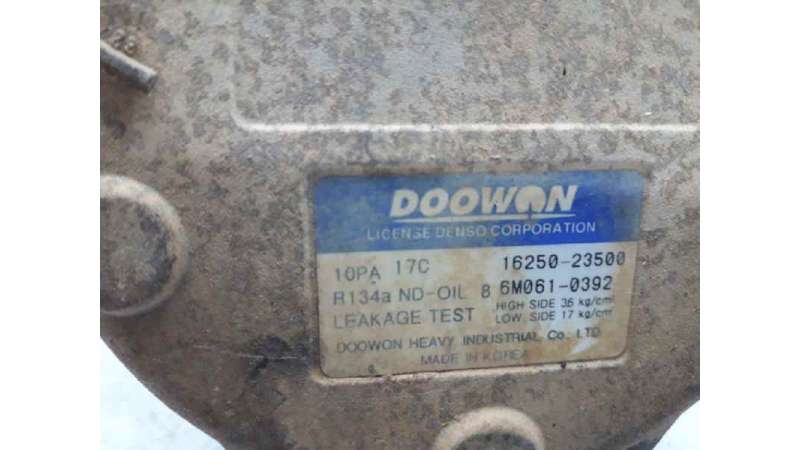 DOOWON
LICENSE DENSO CORPORATION
10PA 17C 16250-23500
R134a ND-OIL 8 6M061-0392
LEAKAGE TEST HIGH SIDE 36 kg/cm²
LOW SIDE 17 kg/cm²
DOOWON HEAVY INDUSTRIAL Co. LTD.
MADE IN KOREA